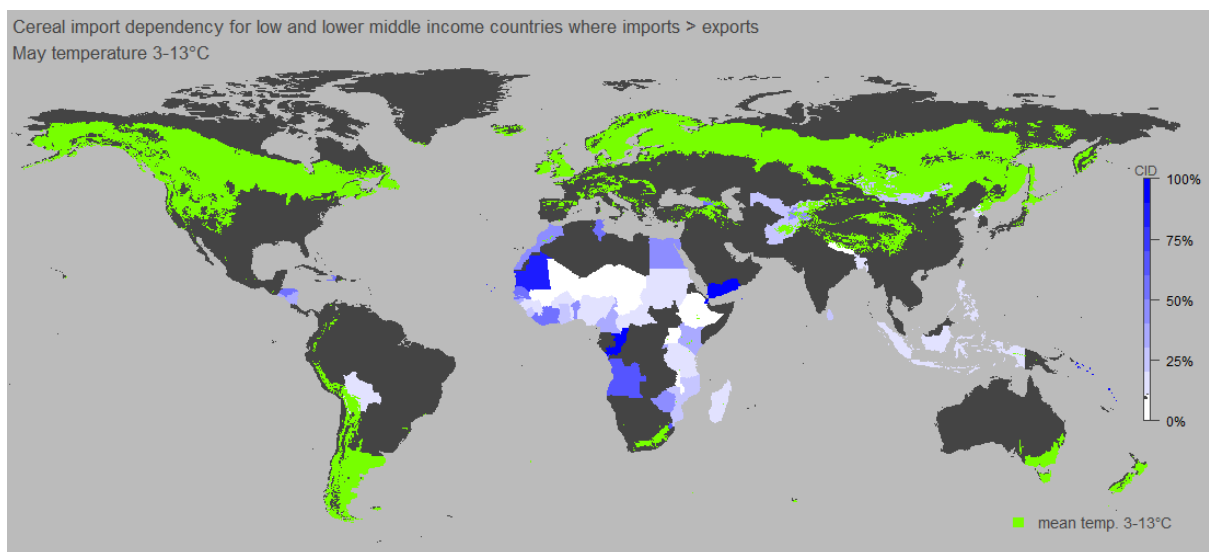 Cereal import dependency for low and lower middle income countries where imports > exports
May temperature 3-13°C
CID
100%
75%
50%
25%
0%
mean temp. 3-13°C